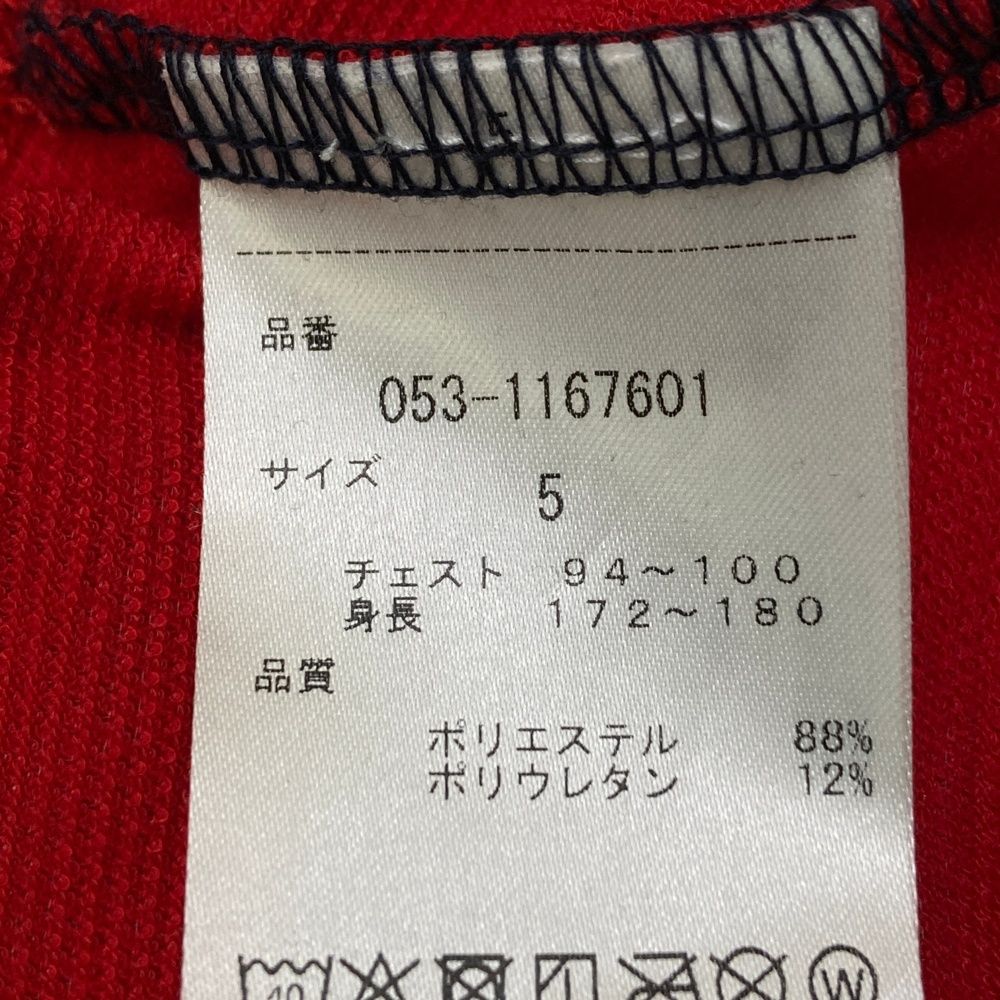 品番
053-1167601
サイズ
5
チェスト 94～100
身長 172～180
品質
ポリエステル 88%
ポリウレタン 12%
40
W